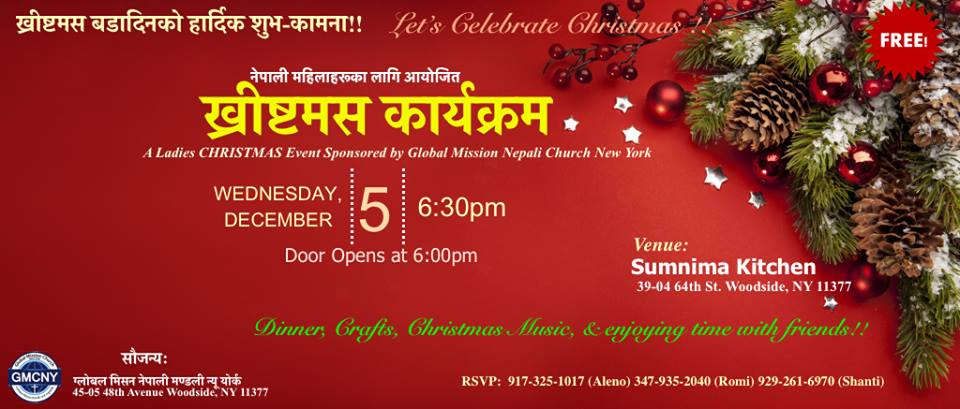 ख्रीष्टमस बडादिनको हार्दिक शुभ-कामना!!
Let's Celebrate Christmas !!
FREE!
नेपाली महिलाहरूका लागि आयोजित
ख्रीष्टमस कार्यक्रम
A Ladies CHRISTMAS Event Sponsored by Global Mission Nepali Church New York
WEDNESDAY,
DECEMBER
5
6:30pm
Door Opens at 6:00pm
Venue:
Sumnima Kitchen
39-04 64th St. Woodside, NY 11377
Dinner, Crafts, Christmas Music, & enjoying time with friends!!
सौजन्य:
GMCNY
ग्लोबल मिसन नेपाली मण्डली न्यू योर्क
45-05 48th Avenue Woodside, NY 11377
RSVP: 917-325-1017 (Aleno) 347-935-2040 (Romi) 929-261-6970 (Shanti)